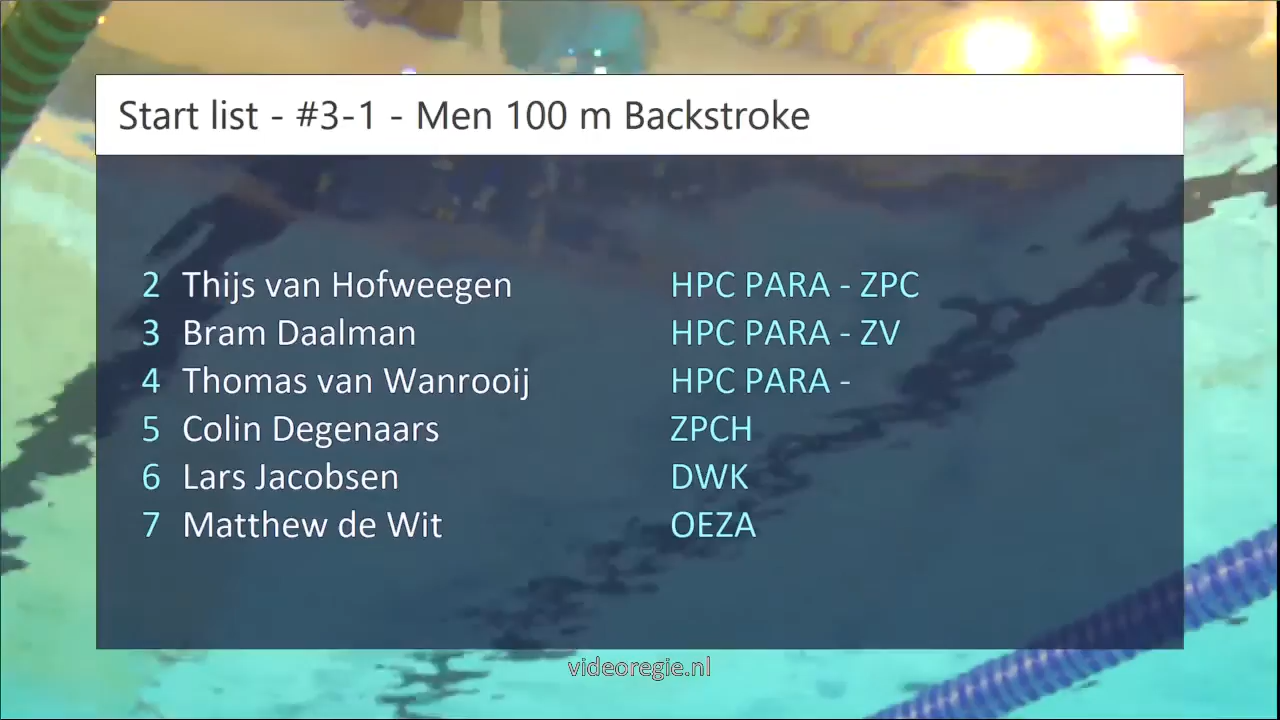 Start list - #3-1 - Men 100 m Backstroke
2 Thijs van Hofweegen HPC PARA - ZPC
3 Bram Daalman HPC PARA - ZV
4 Thomas van Wanrooij HPC PARA -
5 Colin Degenaars ZPCH
6 Lars Jacobsen DWK
7 Matthew de Wit OEZA
videoregie.nl